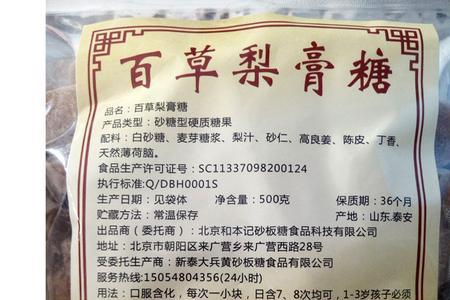 百草梨膏糖
品名：百草梨膏糖
产品类型：砂糖型硬质糖果
配料：白砂糖、麦芽糖浆、梨汁、砂仁、高良姜、陈皮、丁香、
天然薄荷脑。
食品生产许可证号：SC11337098200124
执行标准:Q/DBH0001S
生产日期：见袋体 净含量：500克 保质期：36个月
贮藏方法：常温保存 产地：山东.泰安
出品商（委托商）：北京和本记砂板糖食品科技有限公司
地址：北京市朝阳区来广营乡来广营西路28号
受委托生产商：新泰大兵黄砂板糖食品有限公司
服务热线:15054804356(24小时)
用法：口服含化，每次一小块，日含7、8次均可，1-3岁孩子必须